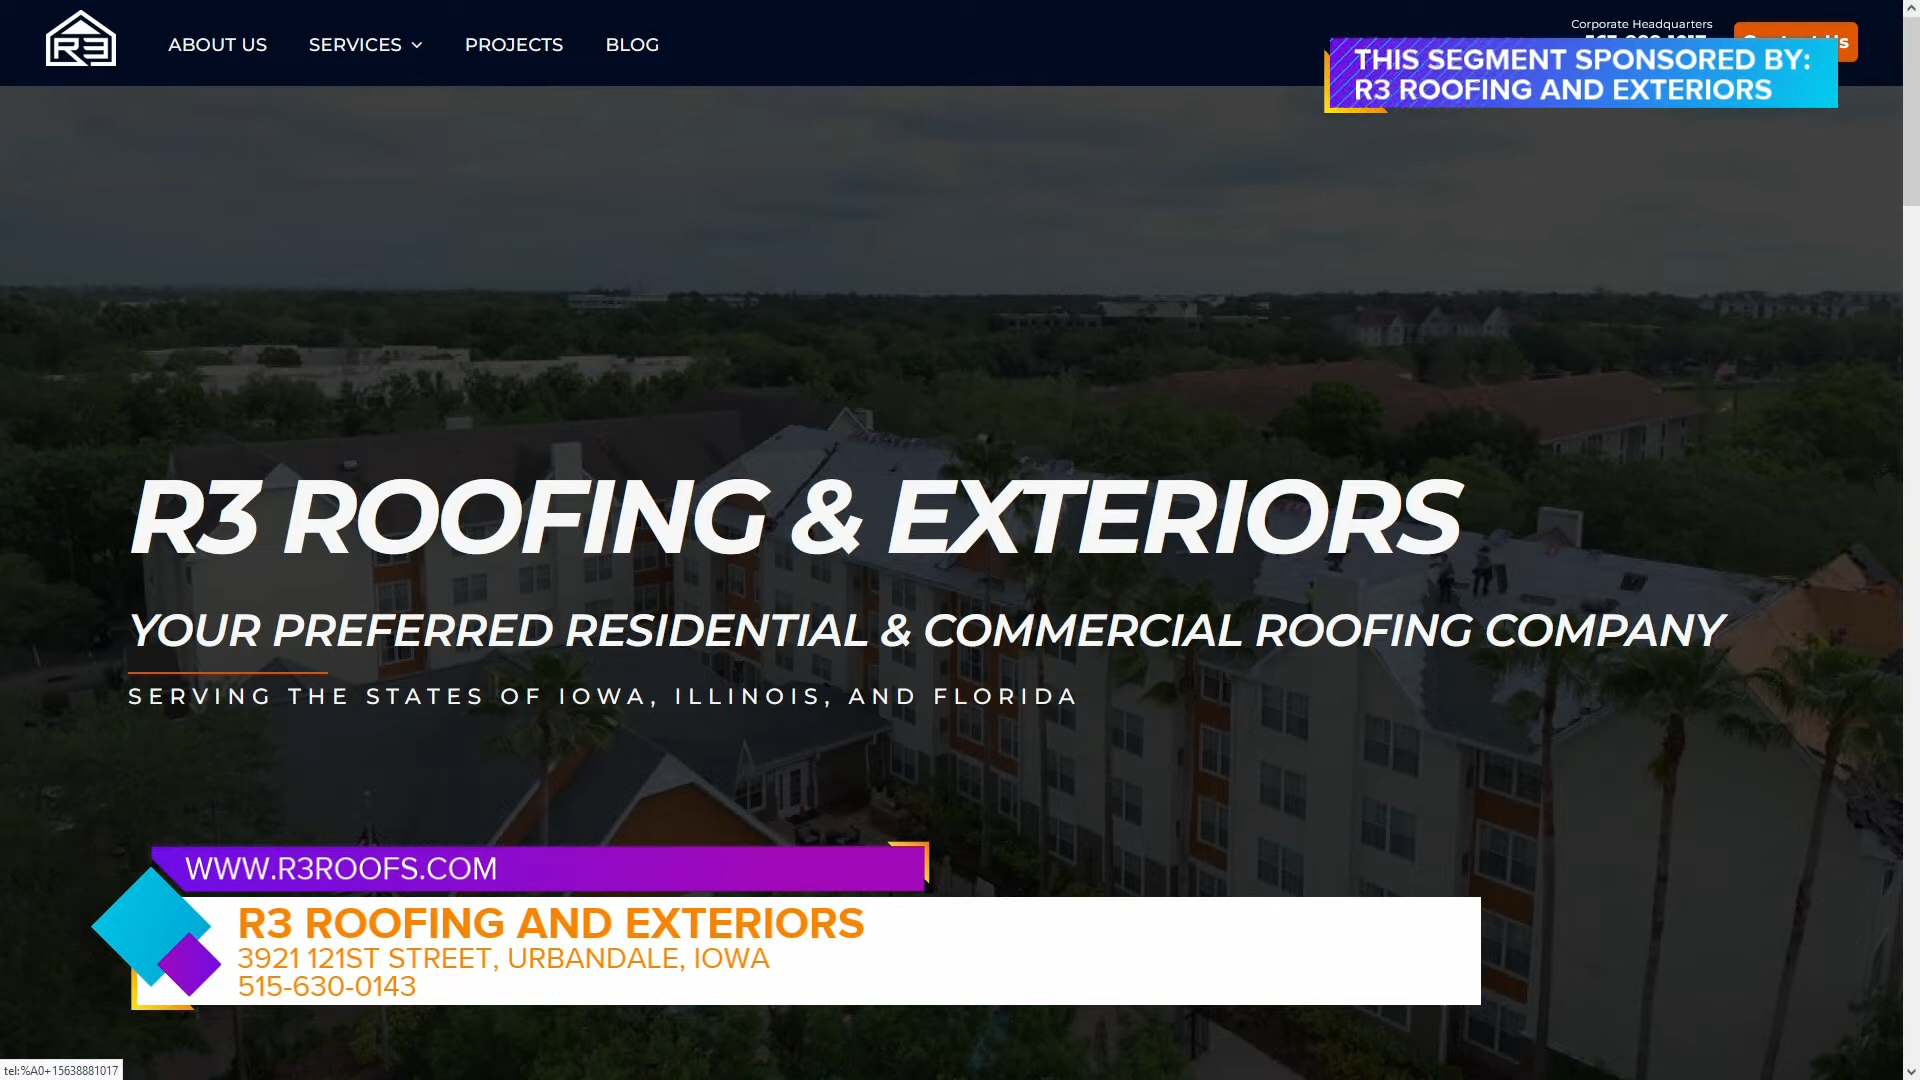 R3
ABOUT US
SERVICES
PROJECTS
BLOG
Corporate Headquarters
THIS SEGMENT SPONSORED BY:
R3 ROOFING AND EXTERIORS
R3 ROOFING & EXTERIORS
YOUR PREFERRED RESIDENTIAL & COMMERCIAL ROOFING COMPANY
SERVING THE STATES OF IOWA, ILLINOIS, AND FLORIDA
WWW.R3ROOFS.COM
R3 ROOFING AND EXTERIORS
3921 121ST STREET, URBANDALE, IOWA
515-630-0143
tel:%A0+15638881017